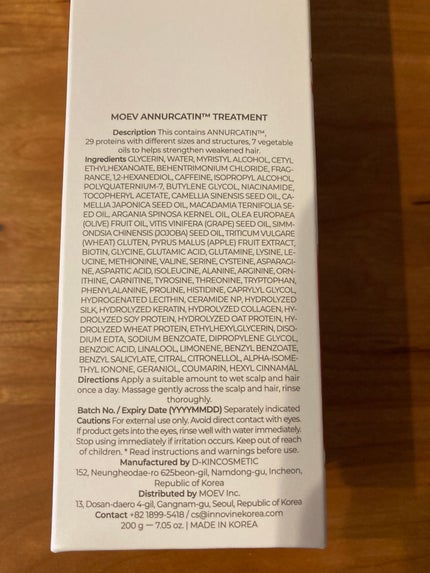 MOEV ANNURCATIN™ TREATMENT
Description This contains ANNURCATIN™,
29 proteins with different sizes and structures, 7 vegetable
oils to helps strengthen weakened hair.
Ingredients GLYCERIN, WATER, MYRISTYL ALCOHOL, CETYL
ETHYLHEXANOATE, BEHENTRIMONIUM CHLORIDE, FRAG-
RANCE, 1,2-HEXANEDIOL, CAFFEINE, ISOPROPYL ALCOHOL,
POLYQUATERNIUM-7, BUTYLENE GLYCOL, NIACINAMIDE,
TOCOPHERYL ACETATE, CAMELLIA SINENSIS SEED OIL, CA-
MELLIA JAPONICA SEED OIL, MACADAMIA TERNIFOLIA SE-
ED OIL, ARGANIA SPINOSA KERNEL OIL, OLEA EUROPAEA
(OLIVE) FRUIT OIL, VITIS VINIFERA (GRAPE) SEED OIL, SIMM-
ONDSIA CHINENSIS (JOJOBA) SEED OIL, TRITICUM VULGARE
(WHEAT) GLUTEN, PYRUS MALUS (APPLE) FRUIT EXTRACT,
BIOTIN, GLYCINE, GLUTAMIC ACID, GLUTAMINE, LYSINE, LE-
UCINE, METHIONINE, VALINE, SERINE, CYSTEINE, ASPARAGI-
NE, ASPARTIC ACID, ISOLEUCINE, ALANINE, ARGININE, ORN-
ITHINE, CARNITINE, TYROSINE, THREONINE, TRYPTOPHAN,
PHENYLALANINE, PROLINE, HISTIDINE, CAPRYLYL GLYCOL,
HYDROGENATED LECITHIN, CERAMIDE NP, HYDROLYZED
SILK, HYDROLYZED KERATIN, HYDROLYZED COLLAGEN, HY-
DROLYZED SOY PROTEIN, HYDROLYZED OAT PROTEIN, HY-
DROLYZED WHEAT PROTEIN, ETHYLHEXYLGLYCERIN, DISO-
DIUM EDTA, SODIUM BENZOATE, DIPROPYLENE GLYCOL,
BENZOIC ACID, LINALOOL, LIMONENE, BENZYL BENZOATE,
BENZYL SALICYLATE, CITRAL, CITRONELLOL, ALPHA-ISOME-
THYL IONONE, GERANIOL, COUMARIN, HEXYL CINNAMAL
Directions Apply a suitable amount to wet scalp and hair
once a day. Massage gently across the scalp and hair, rinse
thoroughly.
Batch No. / Expiry Date (YYYYMMDD) Separately indicated
Cautions For external use only. Avoid direct contact with eyes.
If product gets into the eyes, rinse well with water immediately.
Stop using immediately if irritation occurs. Keep out of reach
of children. * Read instructions and warnings before use.
Manufactured by D-KINCOSMETIC
152, Neungheodae-ro 625beon-gil, Namdong-gu, Incheon,
Republic of Korea
Distributed by MOEV Inc.
13, Dosan-daero 4-gil, Gangnam-gu, Seoul, Republic of Korea
Contact +82 1899-5418 / cs@innovinekorea.com
200 g — 7.05 oz. | MADE IN KOREA